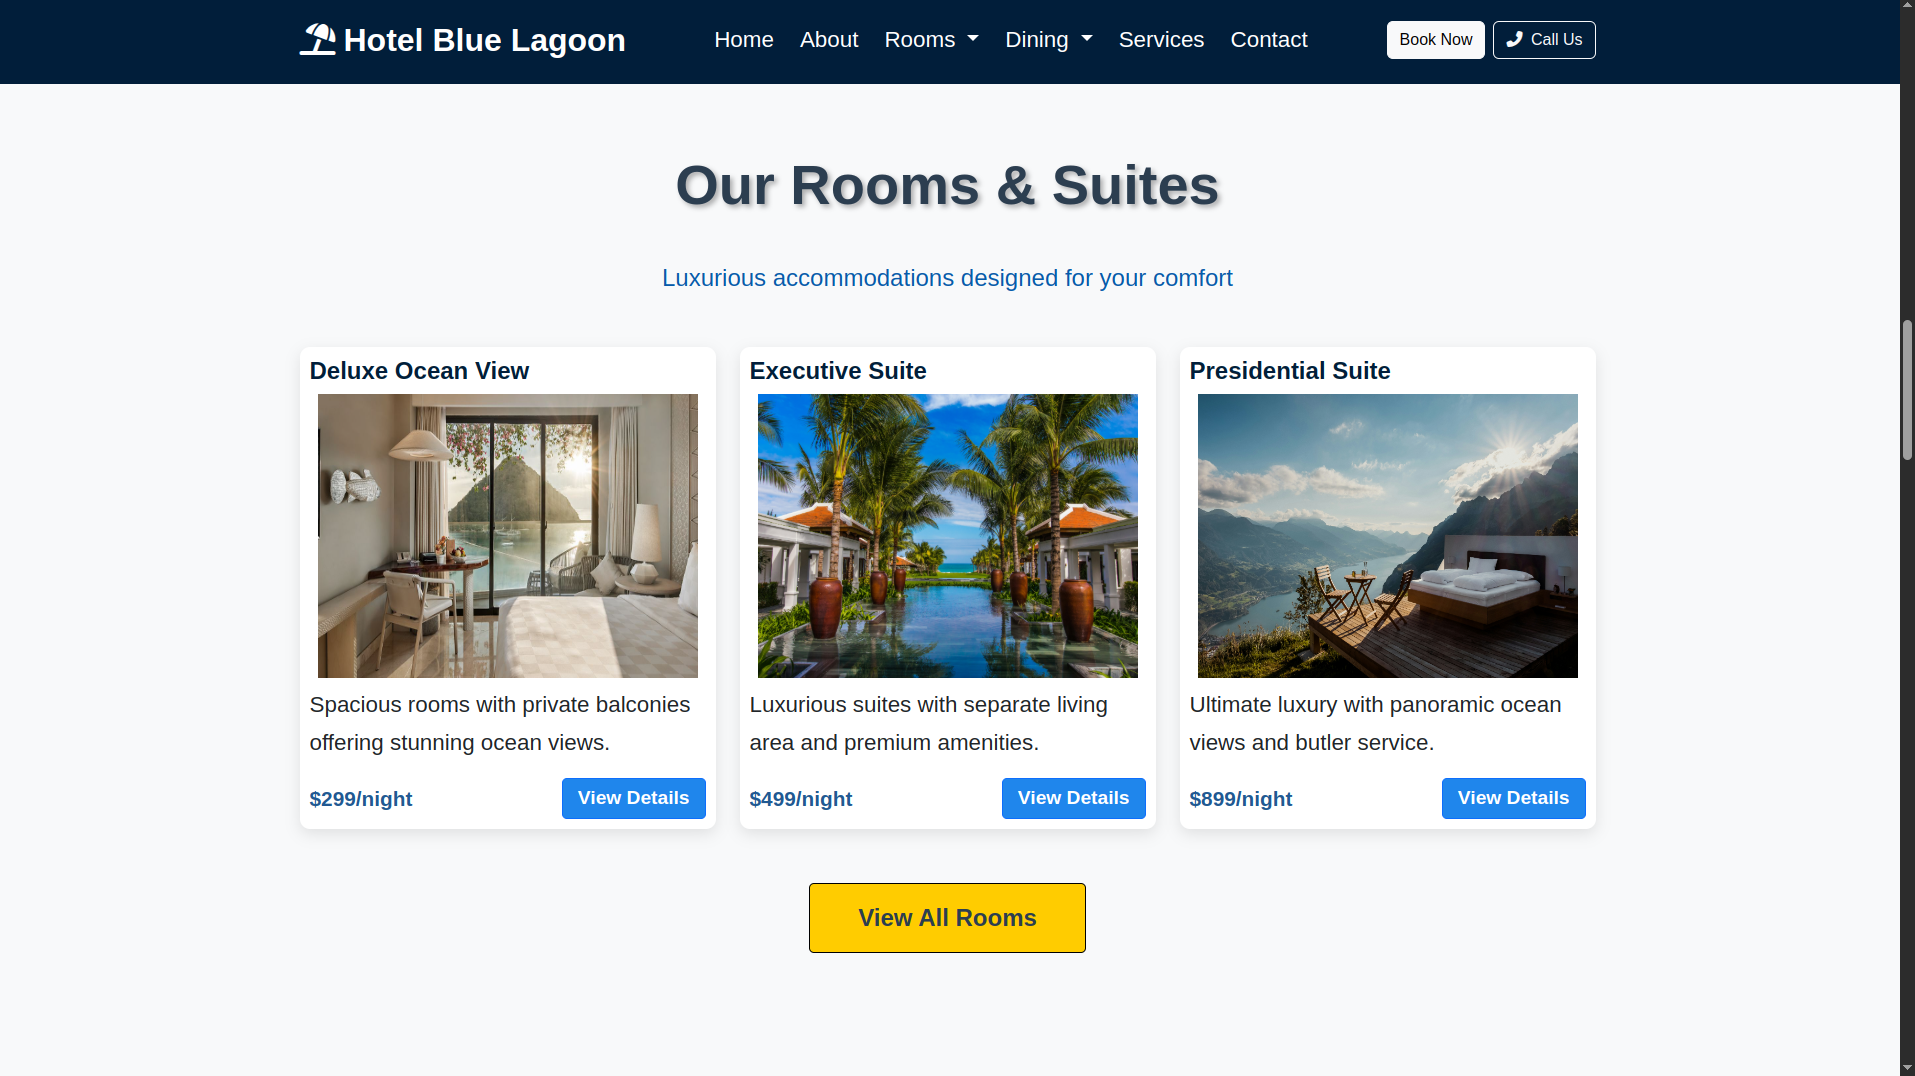 Hotel Blue Lagoon
Home About Rooms Dining Services Contact
Book Now Call Us
Our Rooms & Suites
Luxurious accommodations designed for your comfort
Deluxe Ocean View
Spacious rooms with private balconies
offering stunning ocean views.
$299/night View Details
Executive Suite
Luxurious suites with separate living
area and premium amenities.
$499/night View Details
Presidential Suite
Ultimate luxury with panoramic ocean
views and butler service.
$899/night View Details
View All Rooms